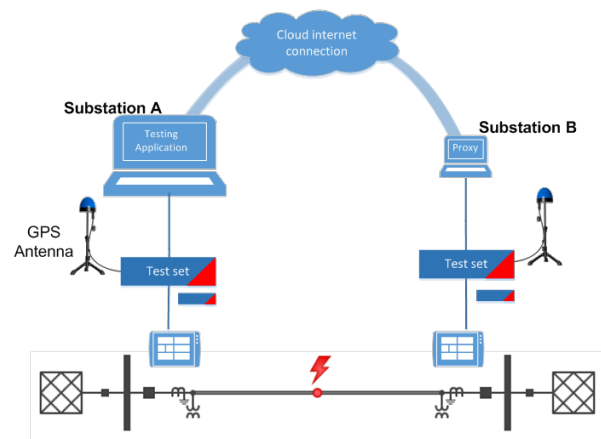 Cloud internet
connection
Substation A
Testing
Application
Substation B
Proxy
GPS
Antenna
Test set
Test set